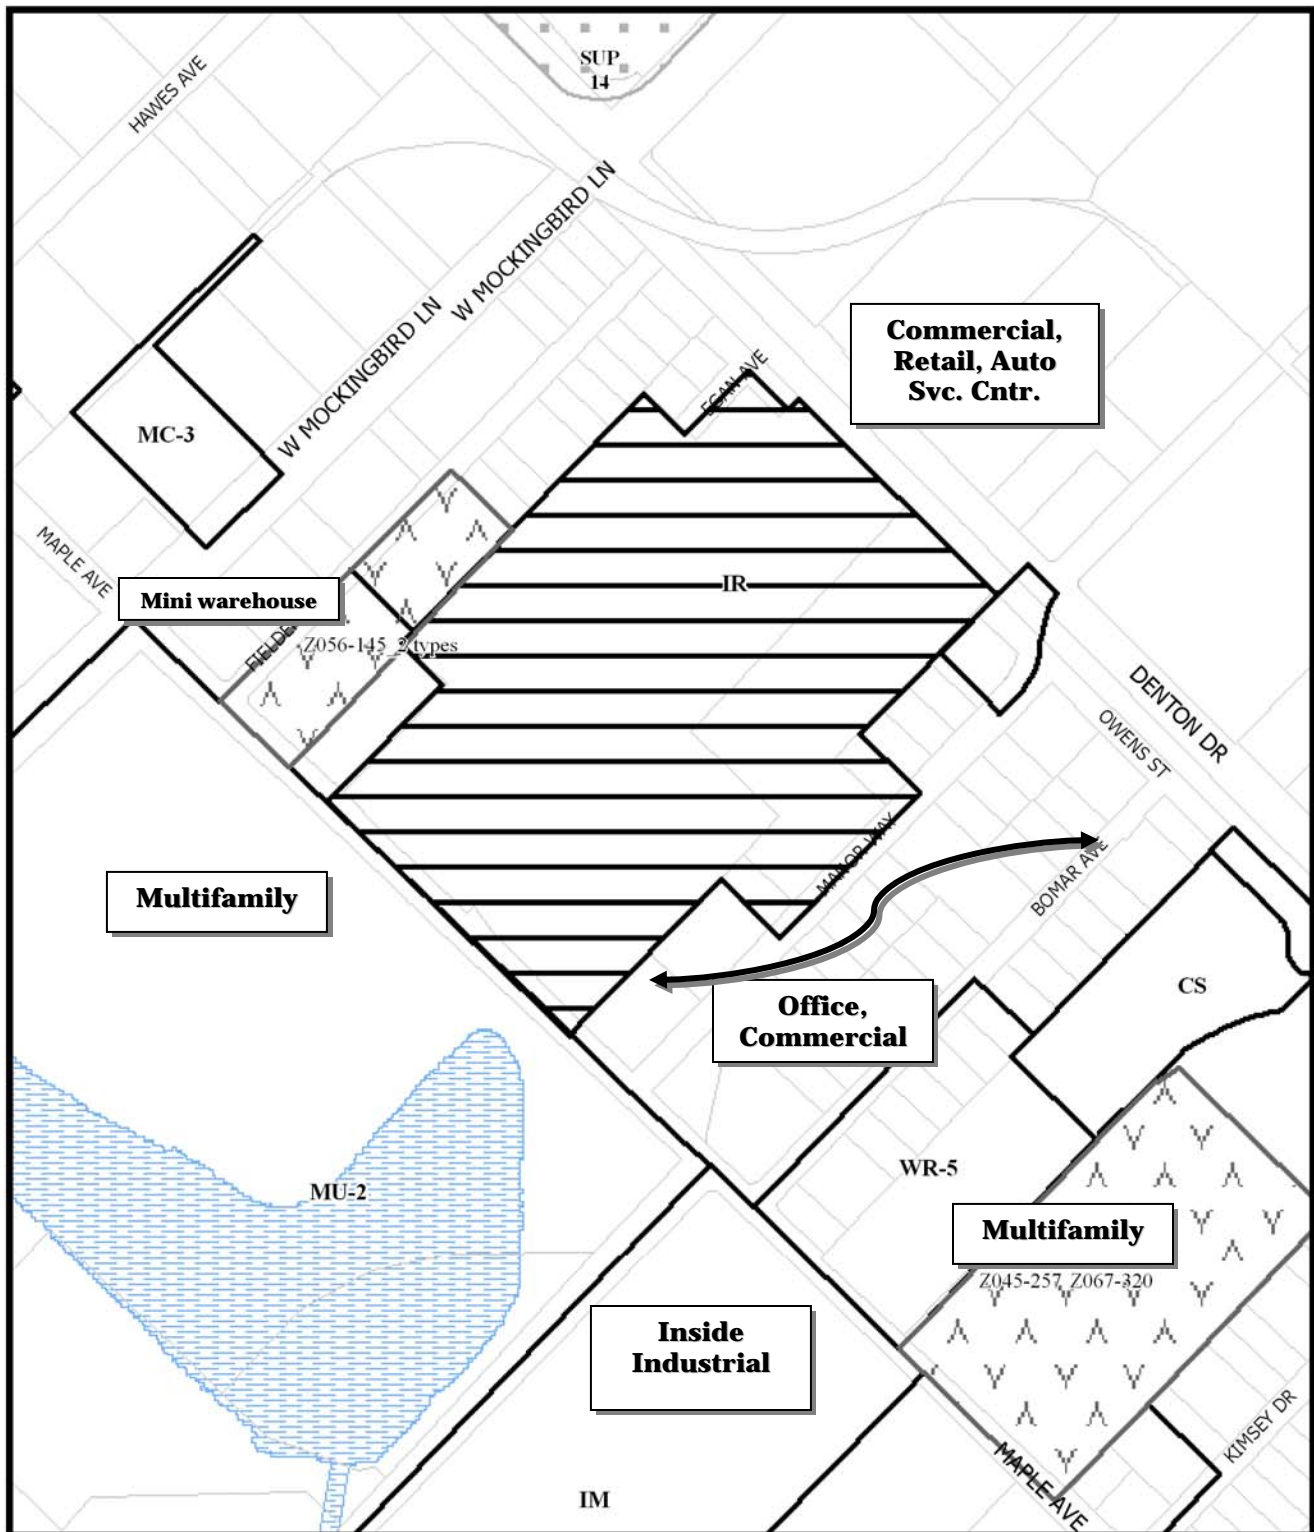 SUP
14
HAWES AVE
W MOCKINGBIRD LN
W MOCKINGBIRD LN
Commercial,
Retail, Auto
Svc. Cntr.
EGAN AVE
MC-3
MAPLE AVE
IR
Mini warehouse
Z056-145_2 types
DENTON DR
OWENS ST
MANOR WAY
BOMAR AVE
Multifamily
CS
Office,
Commercial
WR-5
MU-2
Multifamily
Z045-257_Z067-320
Inside
Industrial
KIMSEY DR
MAPLE AVE
IM